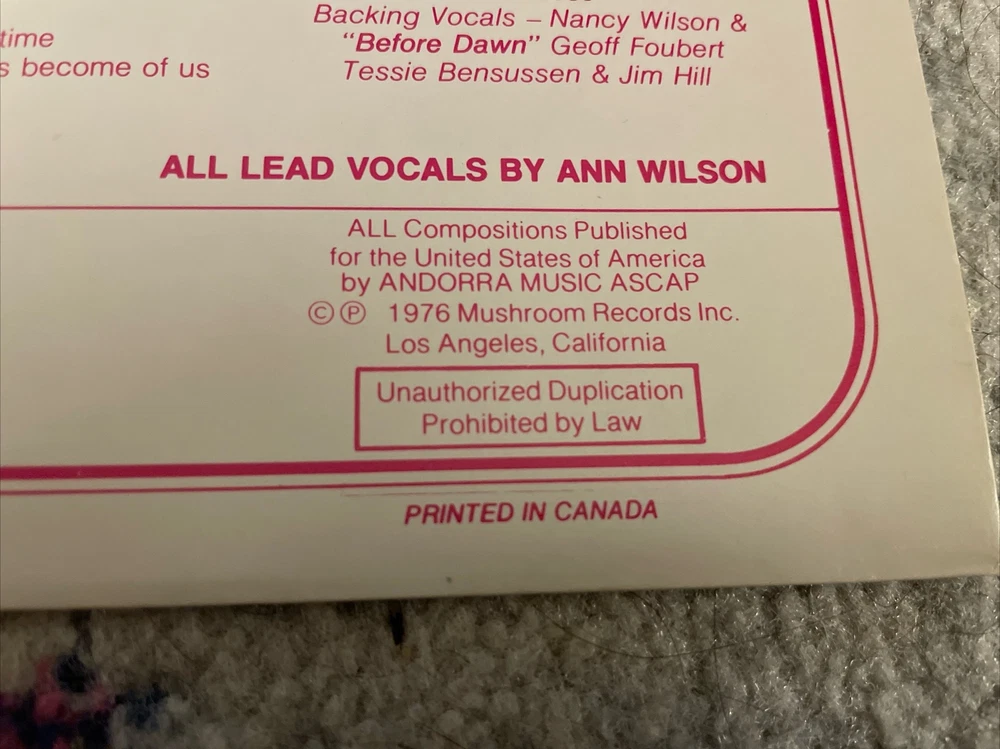 time
s become of us
Backing Vocals – Nancy Wilson &
“Before Dawn” Geoff Foubert
Tessie Bensussen & Jim Hill
ALL LEAD VOCALS BY ANN WILSON
ALL Compositions Published
for the United States of America
by ANDORRA MUSIC ASCAP
©℗ 1976 Mushroom Records Inc.
Los Angeles, California
Unauthorized Duplication
Prohibited by Law
PRINTED IN CANADA